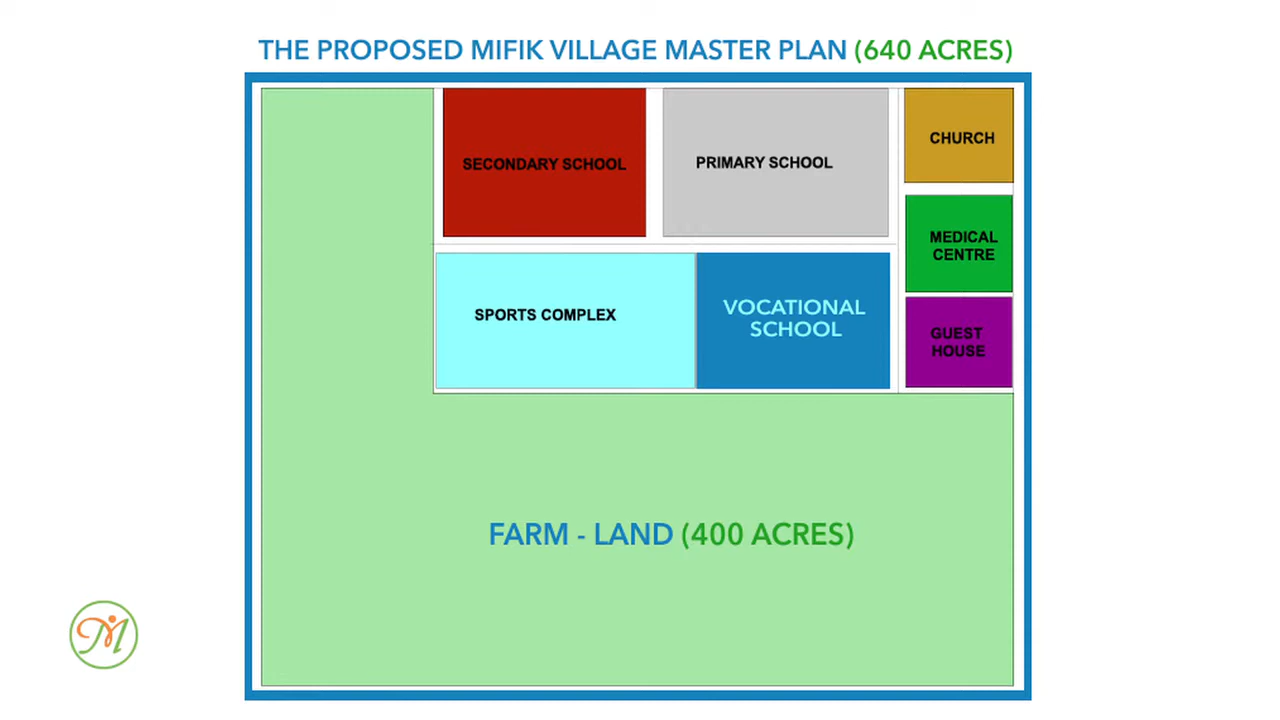 THE PROPOSED MIFIK VILLAGE MASTER PLAN (640 ACRES)
SECONDARY SCHOOL
PRIMARY SCHOOL
CHURCH
MEDICAL
CENTRE
SPORTS COMPLEX
VOCATIONAL
SCHOOL
GUEST
HOUSE
FARM - LAND (400 ACRES)
M